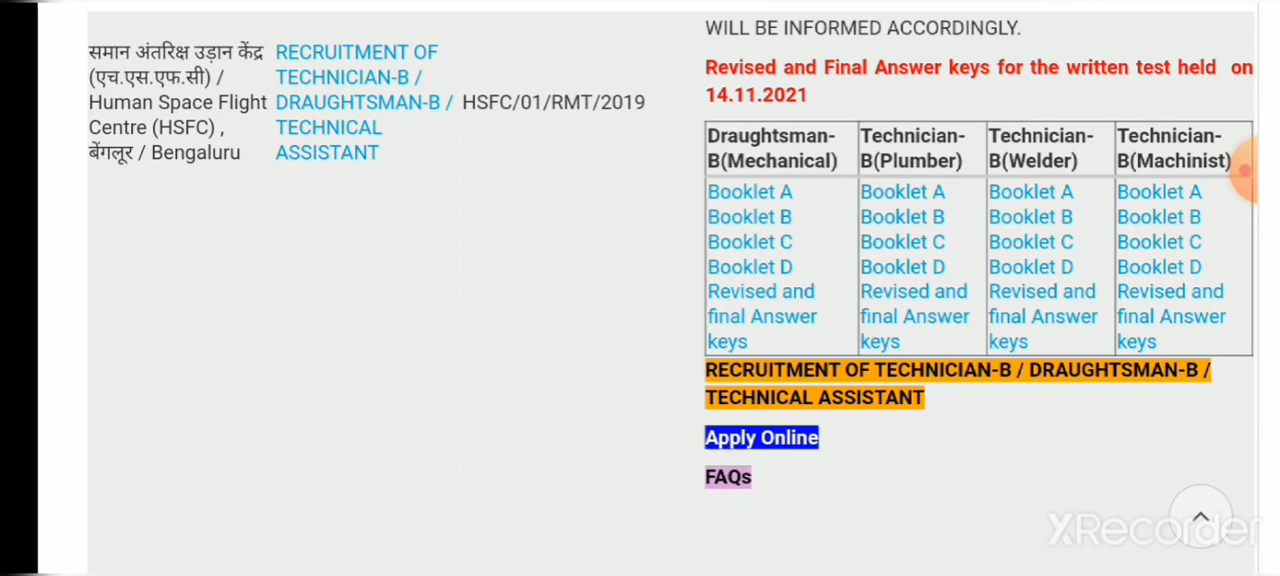 समान अंतरिक्ष उड़ान केंद्र
(एच.एस.एफ.सी) /
Human Space Flight
Centre (HSFC) ,
बेंगलूर / Bengaluru
RECRUITMENT OF
TECHNICIAN-B /
DRAUGHTSMAN-B /
TECHNICAL
ASSISTANT
HSFC/01/RMT/2019
WILL BE INFORMED ACCORDINGLY.
Revised and Final Answer keys for the written test held on
14.11.2021
Draughtsman-
B(Mechanical)
Technician-
B(Plumber)
Technician-
B(Welder)
Technician-
B(Machinist)
Booklet A
Booklet B
Booklet C
Booklet D
Revised and
final Answer
keys
Booklet A
Booklet B
Booklet C
Booklet D
Revised and
final Answer
keys
Booklet A
Booklet B
Booklet C
Booklet D
Revised and
final Answer
keys
Booklet A
Booklet B
Booklet C
Booklet D
Revised and
final Answer
keys
RECRUITMENT OF TECHNICIAN-B / DRAUGHTSMAN-B /
TECHNICAL ASSISTANT
Apply Online
FAQs
XRecorder